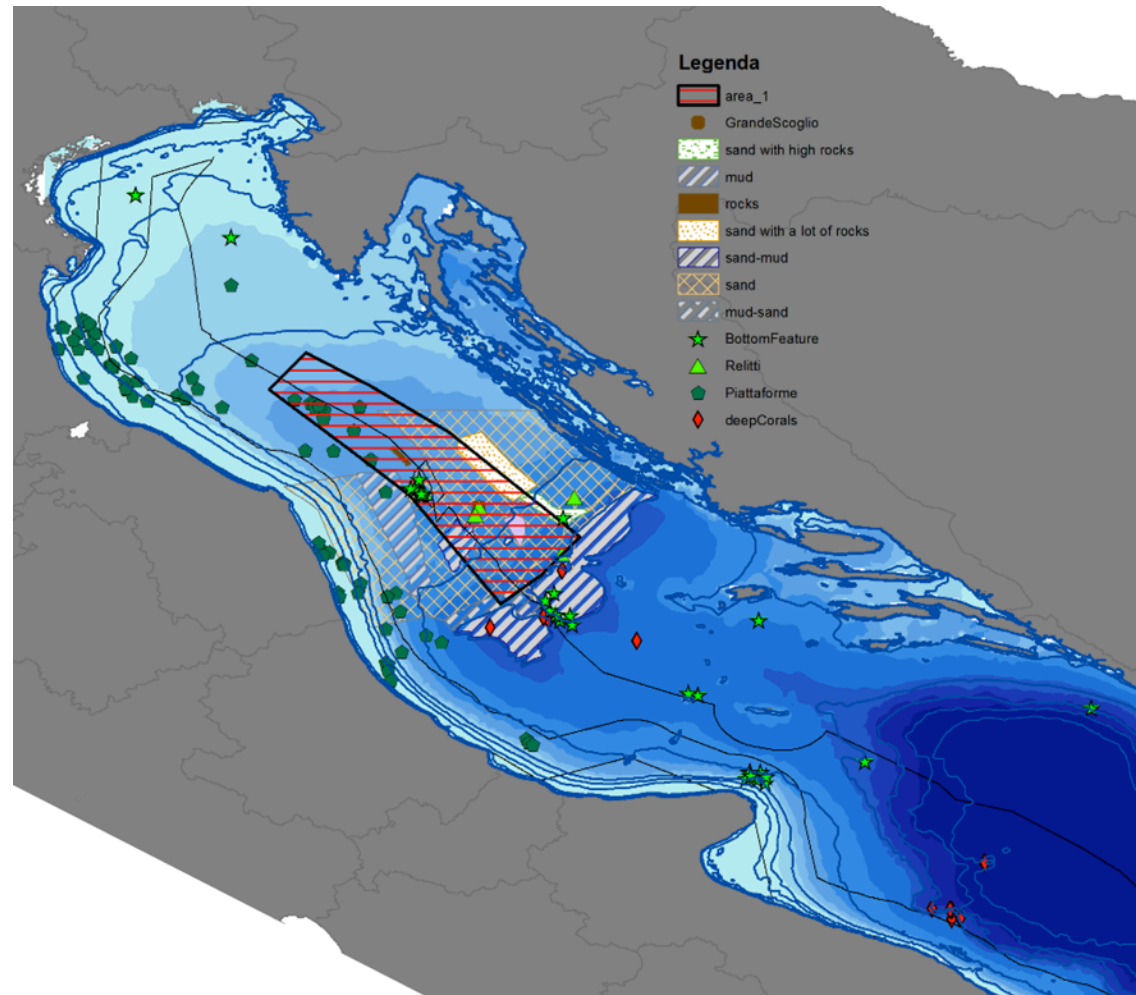 Legenda
area_1
GrandeScoglio
sand with high rocks
mud
rocks
sand with a lot of rocks
sand-mud
sand
mud-sand
BottomFeature
Relitti
Piattaforme
deepCorals